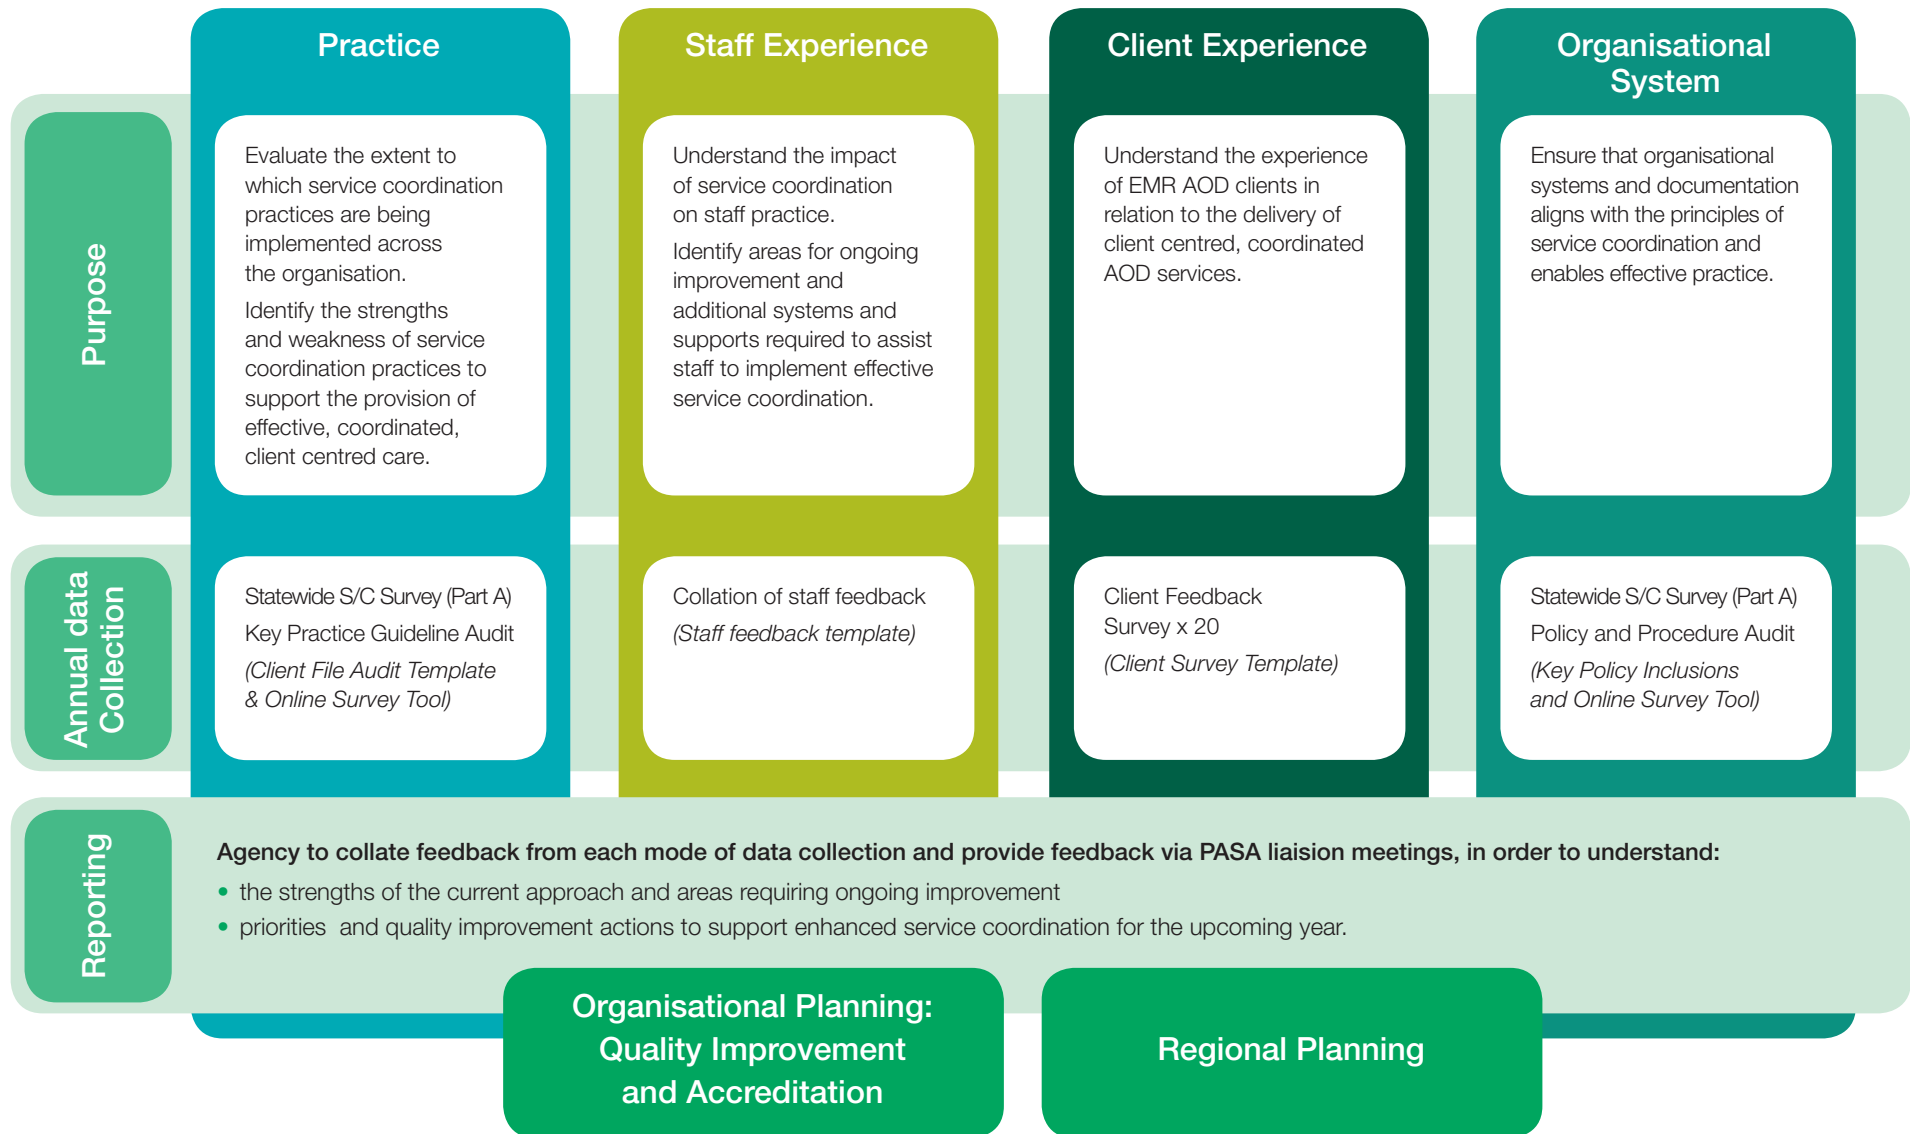 Practice
Staff Experience
Client Experience
Organisational
System
Purpose
Evaluate the extent to
which service coordination
practices are being
implemented across
the organisation.
Identify the strengths
and weakness of service
coordination practices to
support the provision of
effective, coordinated,
client centred care.
Understand the impact
of service coordination
on staff practice.
Identify areas for ongoing
improvement and
additional systems and
supports required to assist
staff to implement effective
service coordination.
Understand the experience
of EMR AOD clients in
relation to the delivery of
client centred, coordinated
AOD services.
Ensure that organisational
systems and documentation
aligns with the principles of
service coordination and
enables effective practice.
Annual data
Collection
Statewide S/C Survey (Part A)
Key Practice Guideline Audit
(Client File Audit Template
& Online Survey Tool)
Collation of staff feedback
(Staff feedback template)
Client Feedback
Survey x 20
(Client Survey Template)
Statewide S/C Survey (Part A)
Policy and Procedure Audit
(Key Policy Inclusions
and Online Survey Tool)
Reporting
Agency to collate feedback from each mode of data collection and provide feedback via PASA liaision meetings, in order to understand:
• the strengths of the current approach and areas requiring ongoing improvement
• priorities  and quality improvement actions to support enhanced service coordination for the upcoming year.
Organisational Planning:
Quality Improvement
and Accreditation
Regional Planning